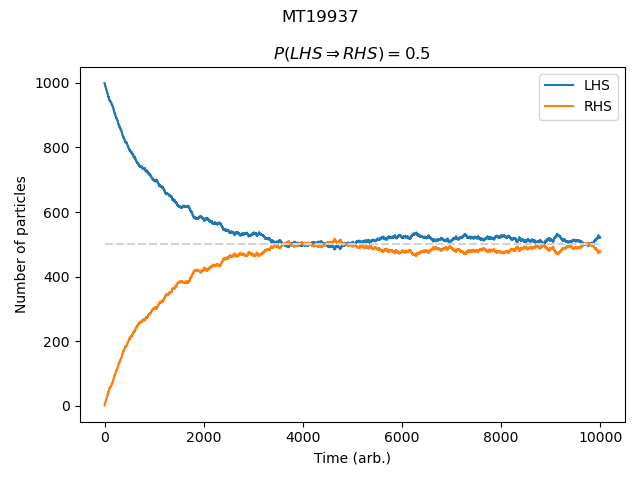 MT19937
P(LHS ⇒ RHS) = 0.5
Number of particles
1000
800
600
400
200
0
LHS
RHS
0 2000 4000 6000 8000 10000
Time (arb.)